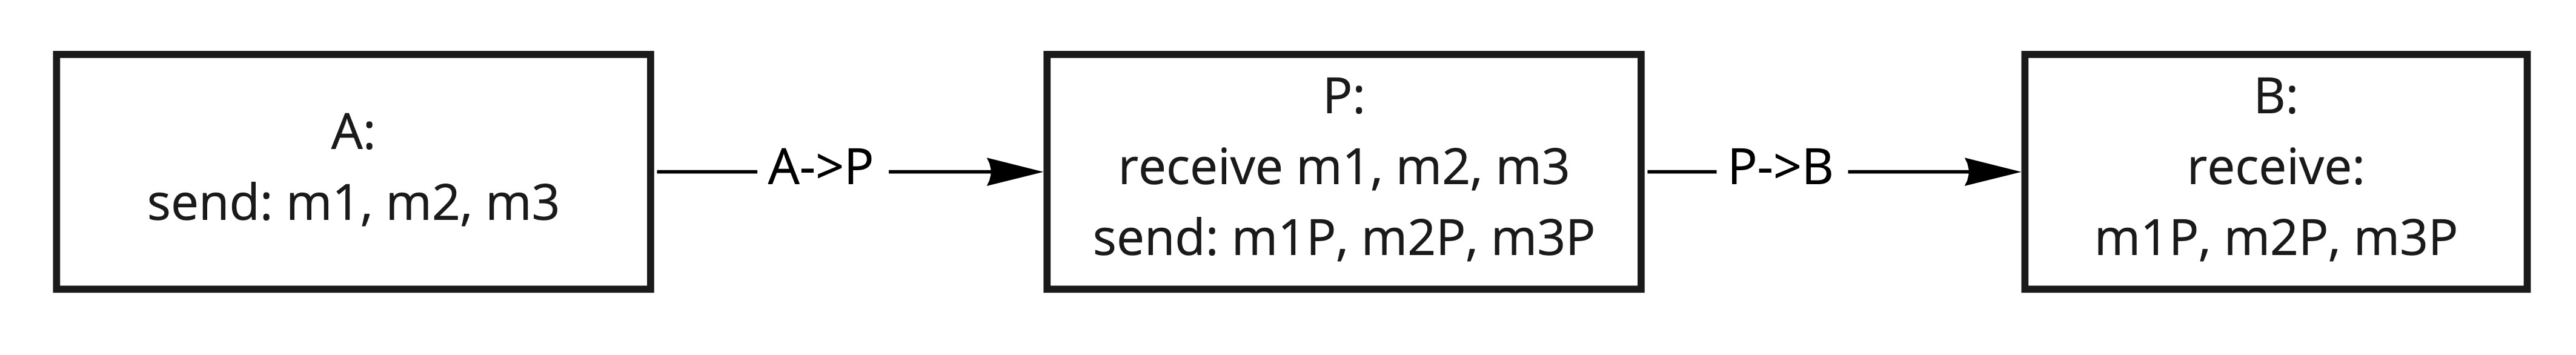 A:
send: m1, m2, m3
A->P
P:
receive m1, m2, m3
send: m1P, m2P, m3P
P->B
B:
receive:
m1P, m2P, m3P